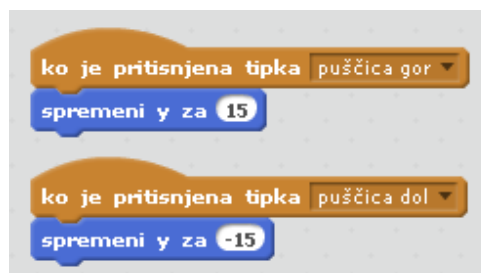 ko je pritisnjena tipka puščica gor
spremeni y za 15
ko je pritisnjena tipka puščica dol
spremeni y za -15